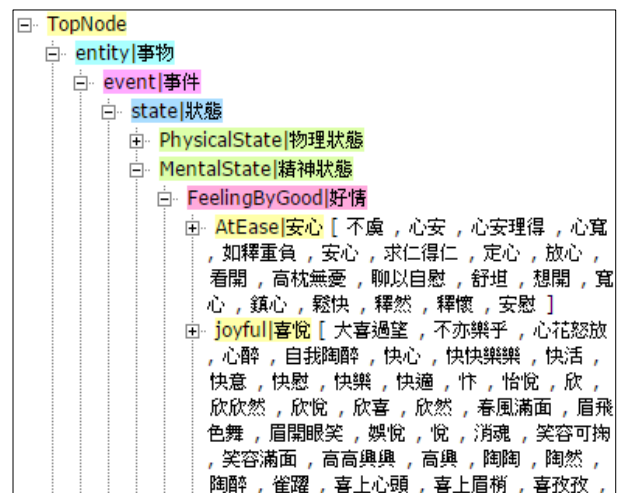 TopNode
entity|事物
event|事件
state|狀態
PhysicalState|物理狀態
MentalState|精神狀態
FeelingByGood|好情
AtEase|安心 [ 不慮 , 心安 , 心安理得 , 心寬
, 如釋重負 , 安心 , 求仁得仁 , 定心 , 放心 ,
看開 , 高枕無憂 , 聊以自慰 , 舒坦 , 想開 , 寬
心 , 鎮心 , 鬆快 , 釋然 , 釋懷 , 安慰 ]
joyful|喜悅 [ 大喜過望 , 不亦樂乎 , 心花怒放
, 心醉 , 自我陶醉 , 快心 , 快快樂樂 , 快活 ,
快意 , 快慰 , 快樂 , 快適 , 忭 , 怡悅 , 欣 ,
欣欣然 , 欣悅 , 欣喜 , 欣然 , 春風滿面 , 眉飛
色舞 , 眉開眼笑 , 娛悅 , 悅 , 消魂 , 笑容可掬
, 笑容滿面 , 高高興興 , 高興 , 陶陶 , 陶然 ,
陶醉 , 雀躍 , 喜上心頭 , 喜上眉梢 , 喜孜孜 ,